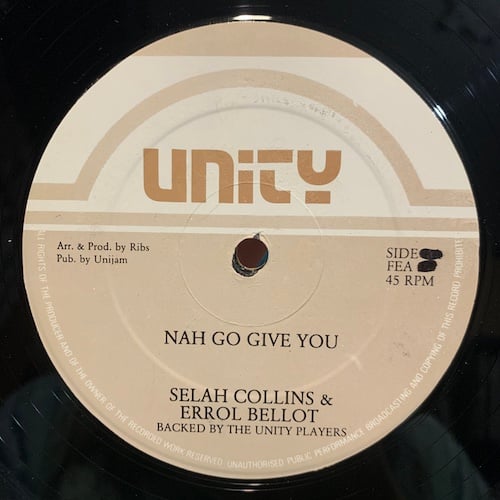 UNITY
Arr. & Prod. by Ribs
Pub. by Unijam
SIDE
FEA
45 RPM
NAH GO GIVE YOU
SELAH COLLINS &
ERROL BELLOT
BACKED BY THE UNITY PLAYERS
ALL RIGHTS OF THE PRODUCER AND OF THE OWNER OF THE RECORDED WORK RESERVED. UNAUTHORISED PUBLIC PERFORMANCE BROADCASTING AND COPYING OF THIS RECORD PROHIBITED